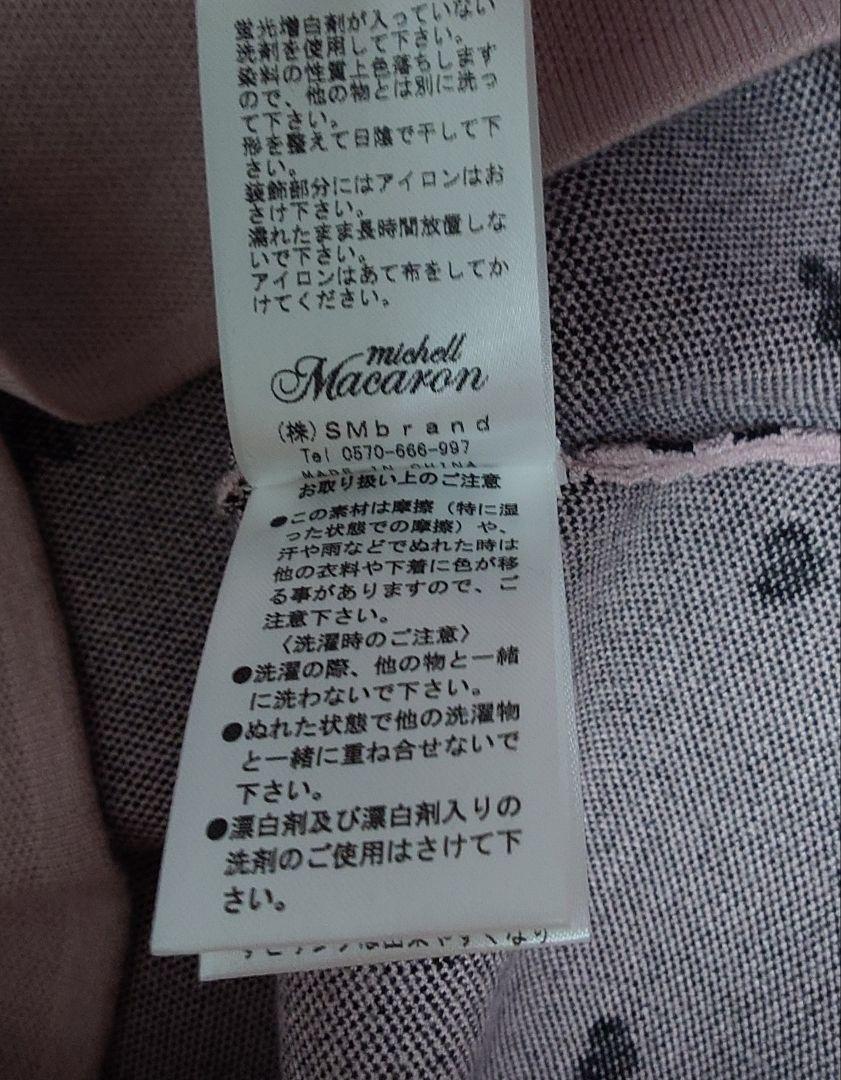 蛍光増白剤が入っていない
洗剤を使用して下さい。
染料の性質上色落ちします
ので、他の物とは別に洗っ
て下さい。
形を整えて日陰で干して下
さい。
装飾部分にはアイロンはお
さけ下さい。
濡れたまま長時間放置しな
いで下さい。
アイロンはあて布をしてか
けてください。
michell
Macaron
(株)SMbrand
Tel 0570-666-997
MADE IN CHINA
お取り扱い上のご注意
●この素材は摩擦（特に湿
った状態での摩擦）や、
汗や雨などでぬれた時は
他の衣料や下着に色が移
る事がありますので、ご
注意下さい。
〈洗濯時のご注意〉
●洗濯の際、他の物と一緒
に洗わないで下さい。
●ぬれた状態で他の洗濯物
と一緒に重ね合せないで
下さい。
●漂白剤及び漂白剤入りの
洗剤のご使用はさけて下
さい。